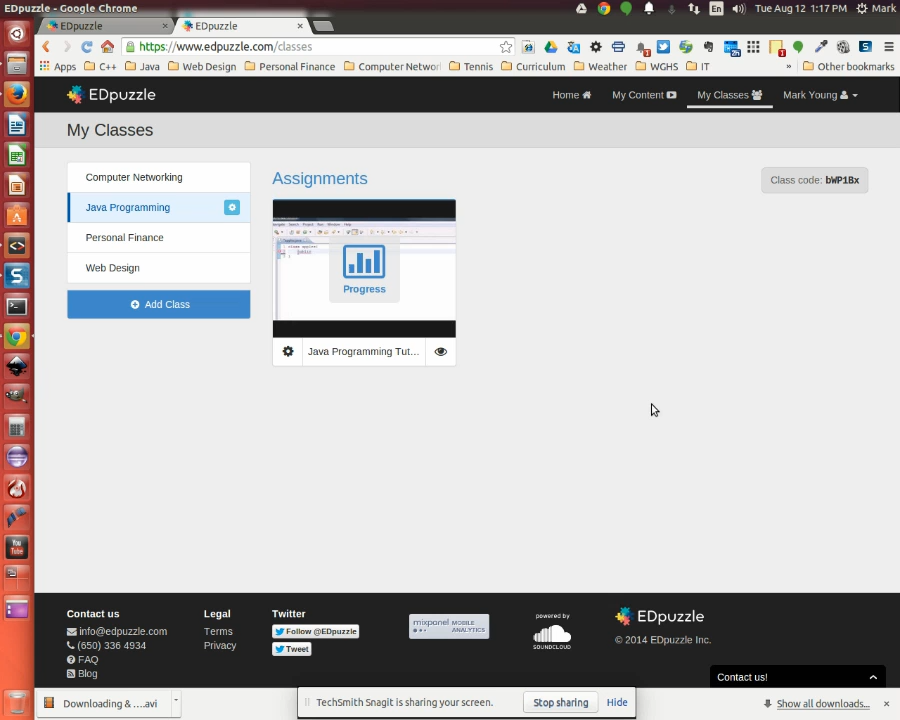 EDpuzzle - Google Chrome
En
Tue Aug 12 1:17 PM
Mark
EDpuzzle
EDpuzzle
https://www.edpuzzle.com/classes
Apps
C++
Java
Web Design
Personal Finance
Computer Networ
Tennis
Curriculum
Weather
WGHS
IT
»
Other bookmarks
EDpuzzle
Home
My Content
My Classes
Mark Young
My Classes
Computer Networking
Java Programming
Personal Finance
Web Design
Add Class
Assignments
Class code: bWP1Bx
Progress
Java Programming Tut...
Contact us
info@edpuzzle.com
(650) 336 4934
FAQ
Blog
Legal
Terms
Privacy
Twitter
Follow @EDpuzzle
Tweet
mixpanel MOBILE ANALYTICS
powered by
SOUNDCLOUD
EDpuzzle
© 2014 EDpuzzle Inc.
Contact us!
Downloading & ....avi
TechSmith Snagit is sharing your screen.
Stop sharing
Hide
Show all downloads...